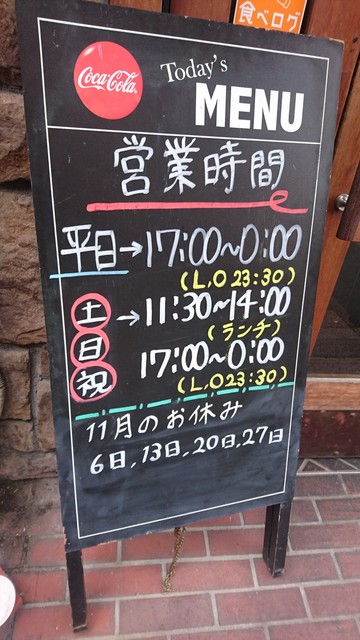 食べログ
Coca-Cola
Today's
MENU
営業時間
平日→17:00~0:00
(L,O 23:30)
土日祝→11:30~14:00
(ランチ)
17:00~0:00
(L,O23:30)
11月のお休み
6日,13日,20日,27日